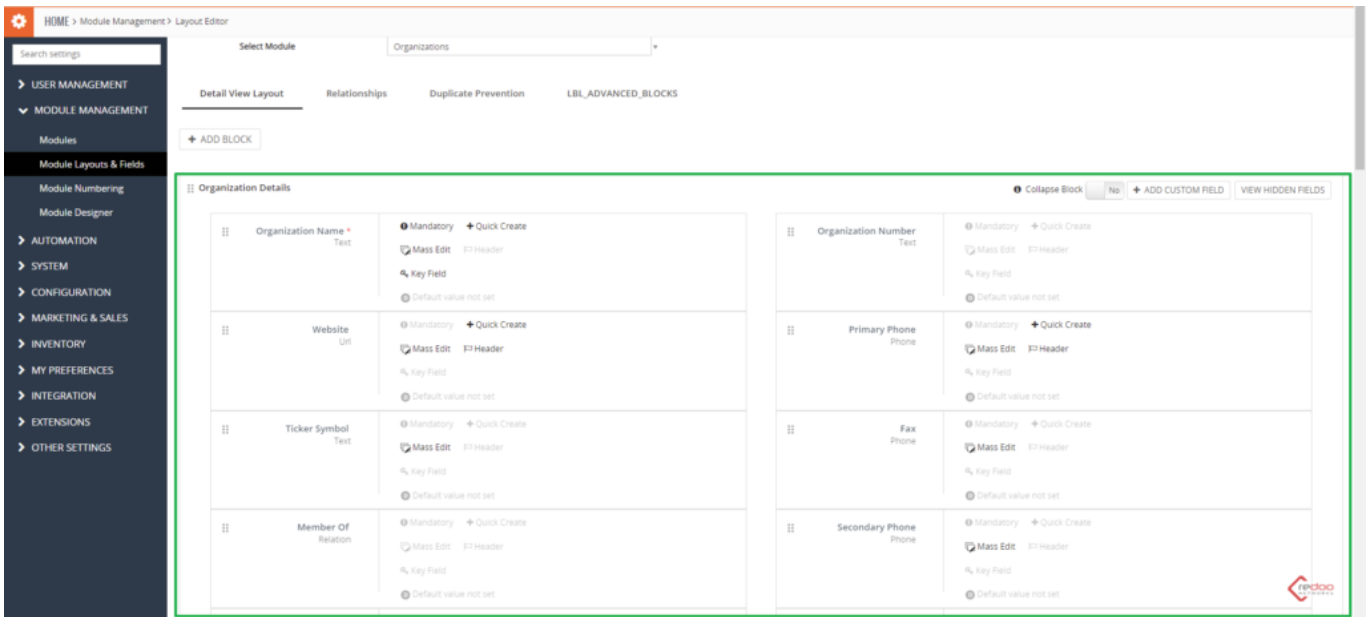 HOME > Module Management > Layout Editor
Search settings
USER MANAGEMENT
MODULE MANAGEMENT
Modules
Module Layouts & Fields
Module Numbering
Module Designer
AUTOMATION
SYSTEM
CONFIGURATION
MARKETING & SALES
INVENTORY
MY PREFERENCES
INTEGRATION
EXTENSIONS
OTHER SETTINGS
Select Module Organizations
Detail View Layout Relationships Duplicate Prevention LBL_ADVANCED_BLOCKS
+ ADD BLOCK
Organization Details Collapse Block No + ADD CUSTOM FIELD VIEW HIDDEN FIELDS
Organization Name *
Text
Mandatory + Quick Create
Mass Edit Header
Key Field
Default value not set
Organization Number
Text
Mandatory + Quick Create
Mass Edit Header
Key Field
Default value not set
Website
Url
Mandatory + Quick Create
Mass Edit Header
Key Field
Default value not set
Primary Phone
Phone
Mandatory + Quick Create
Mass Edit Header
Key Field
Default value not set
Ticker Symbol
Text
Mandatory + Quick Create
Mass Edit Header
Key Field
Default value not set
Fax
Phone
Mandatory + Quick Create
Mass Edit Header
Key Field
Default value not set
Member Of
Relation
Mandatory + Quick Create
Mass Edit Header
Key Field
Default value not set
Secondary Phone
Phone
Mandatory + Quick Create
Mass Edit Header
Key Field
Default value not set
redoo
NETWORKS